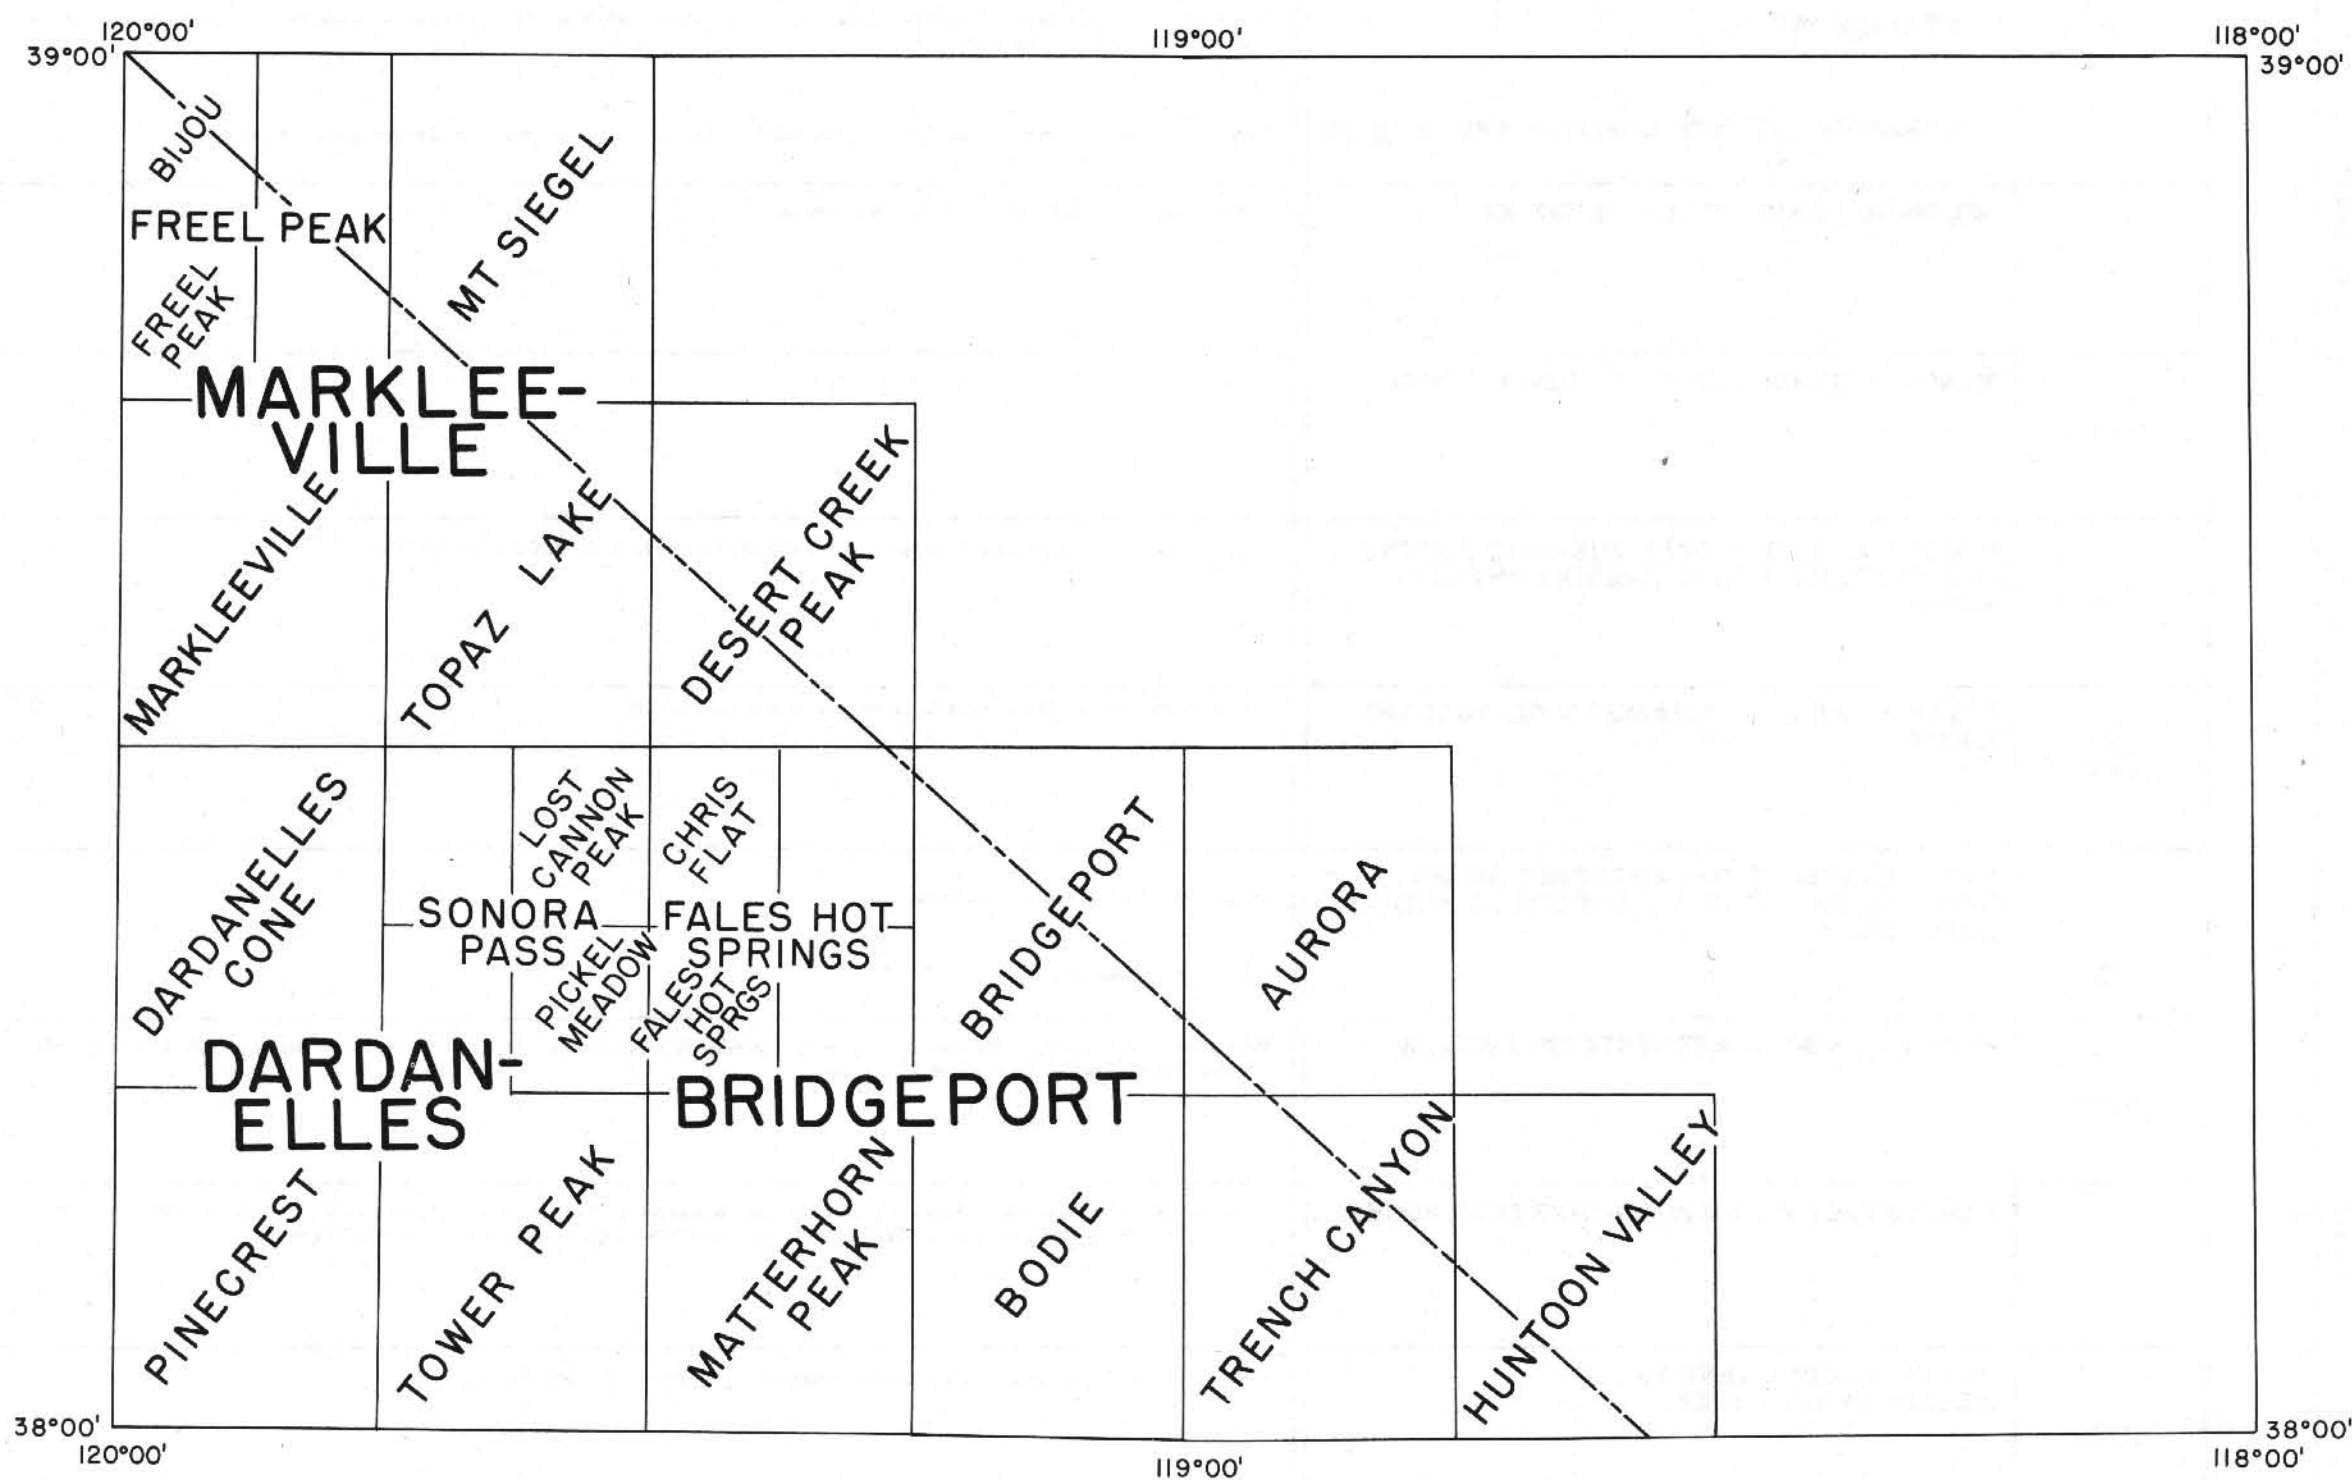 120°00'
119°00'
118°00'
39°00'
39°00'
BIJOU
FREEL PEAK
MT SIEGEL
FREEL
PEAK
MARKLEE-
VILLE
MARKLEEVILLE
TOPAZ LAKE
DESERT CREEK
PEAK
DARDANELLES
CONE
LOST
CANNON
PEAK
CHRIS
FLAT
SONORA
PASS
FALES HOT
SPRINGS
PICKEL
MEADOW
FALES
HOT
SPRGS
BRIDGEPORT
AURORA
DARDAN-
ELLES
BRIDGEPORT
PINECREST
TOWER PEAK
MATTERHORN
PEAK
BODIE
TRENCH CANYON
HUNTOON VALLEY
38°00'
38°00'
120°00'
119°00'
118°00'